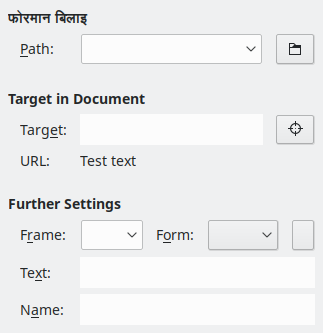 फोरमान बिलाइ
Path:
Target in Document
Target:
URL: Test text
Further Settings
Frame: Form:
Text:
Name: